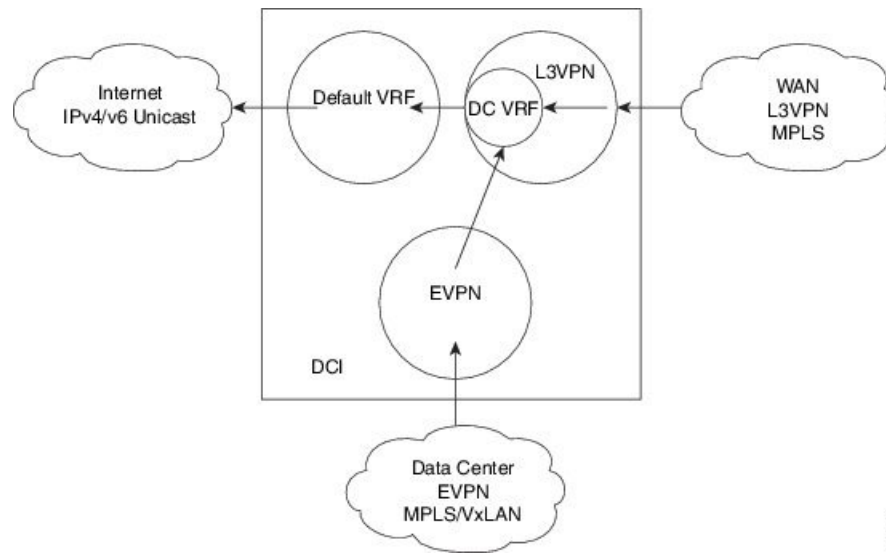 Internet
IPv4/v6 Unicast
Default VRF
L3VPN
DC VRF
WAN
L3VPN
MPLS
EVPN
DCI
Data Center
EVPN
MPLS/VxLAN